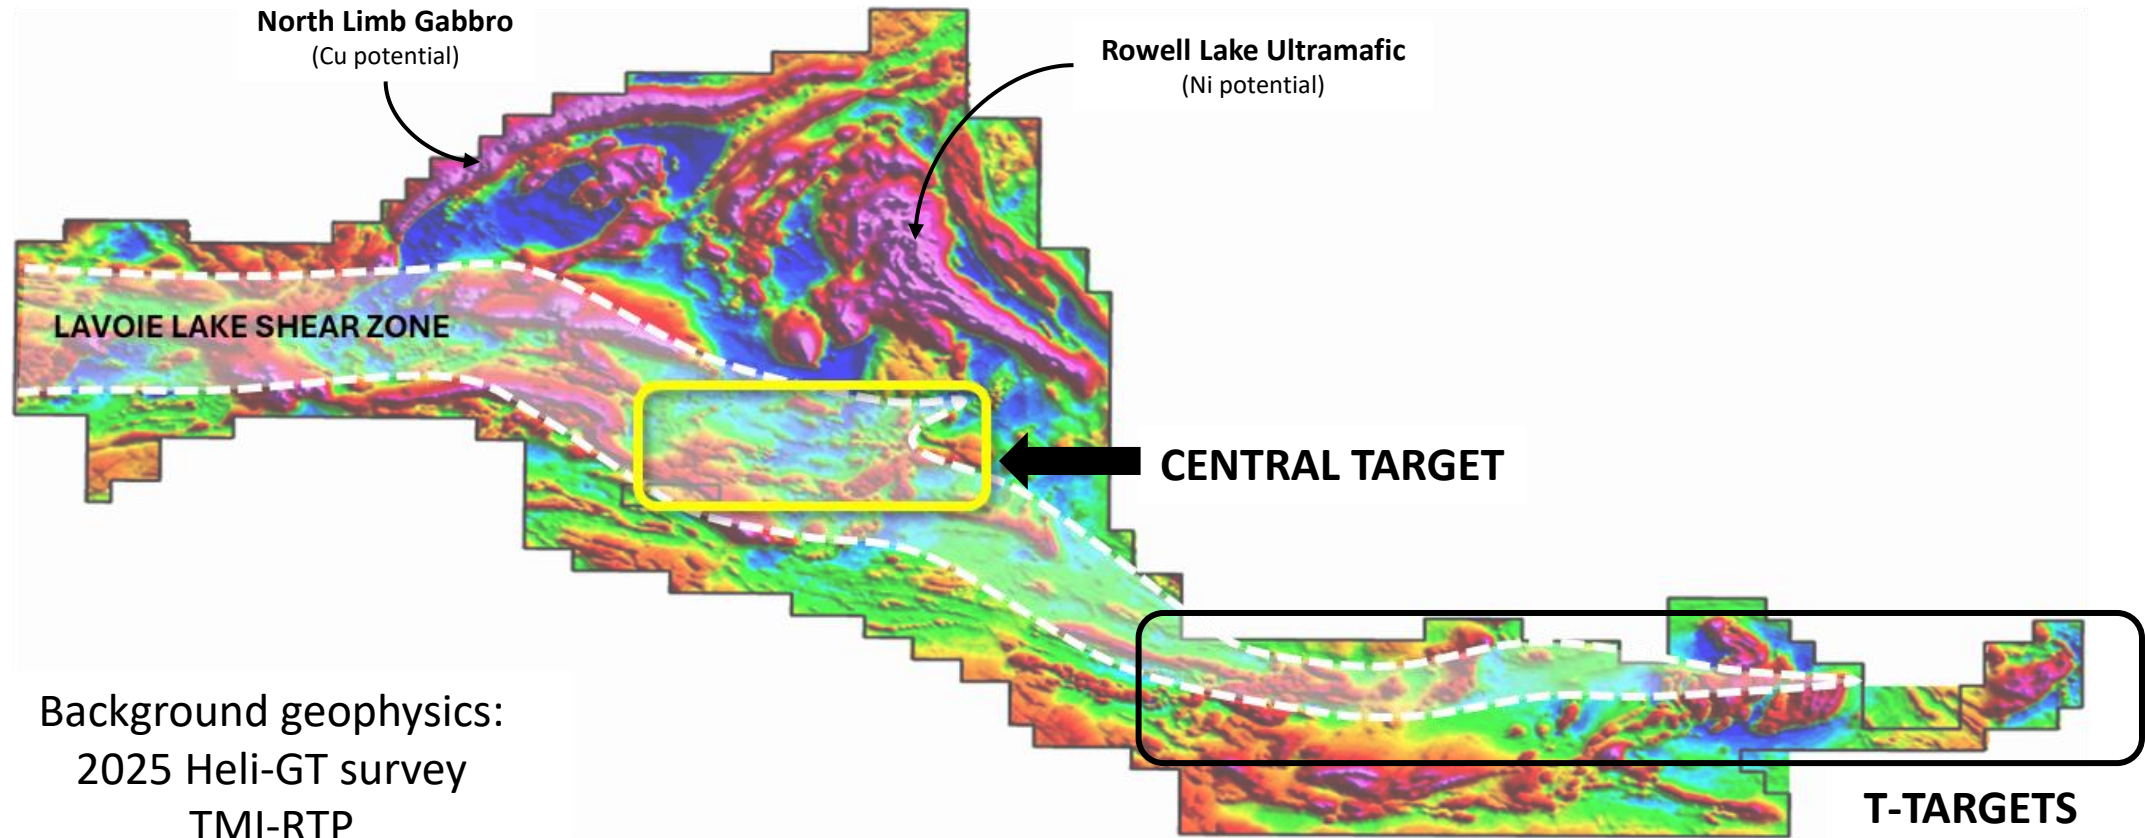 North Limb Gabbro
(Cu potential)
Rowell Lake Ultramafic
(Ni potential)
LAVOIE LAKE SHEAR ZONE
CENTRAL TARGET
Background geophysics:
2025 Heli-GT survey
TMI-RTP
T-TARGETS